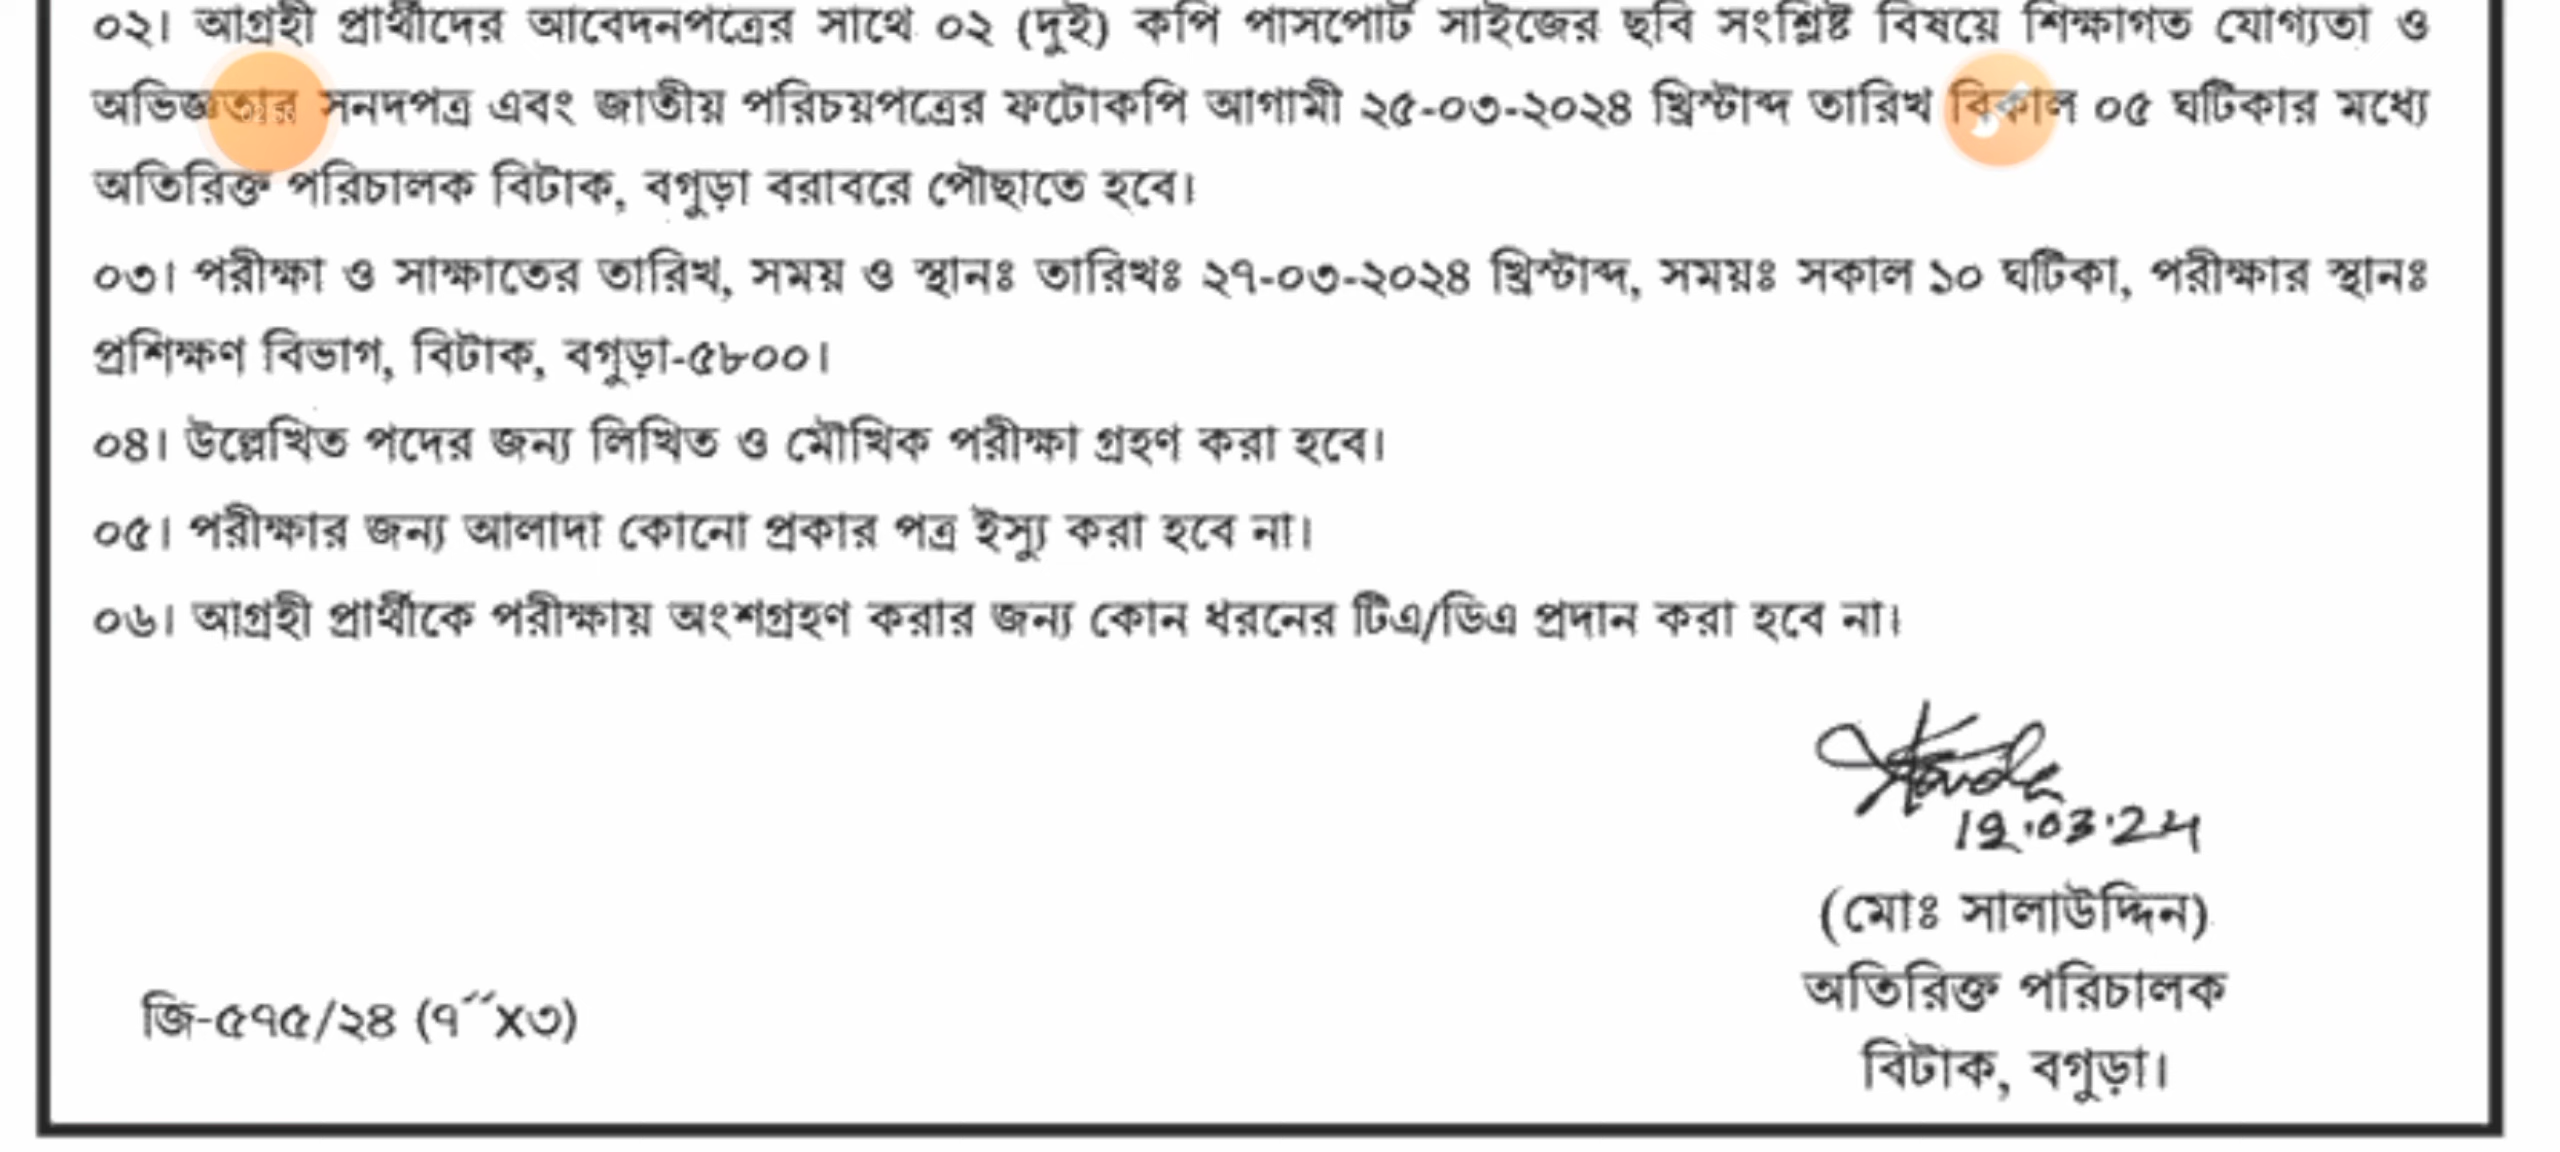 ০২। আগ্রহী প্রার্থীদের আবেদনপত্রের সাথে ০২ (দুই) কপি পাসপোর্ট সাইজের ছবি সংশ্লিষ্ট বিষয়ে শিক্ষাগত যোগ্যতা ও
অভিজ্ঞতার সনদপত্র এবং জাতীয় পরিচয়পত্রের ফটোকপি আগামী ২৫-০৩-২০২৪ খ্রিস্টাব্দ তারিখ বিকাল ০৫ ঘটিকার মধ্যে
02:56
অতিরিক্ত পরিচালক বিটাক, বগুড়া বরাবরে পৌছাতে হবে।
০৩। পরীক্ষা ও সাক্ষাতের তারিখ, সময় ও স্থানঃ তারিখঃ ২৭-০৩-২০২৪ খ্রিস্টাব্দ, সময়ঃ সকাল ১০ ঘটিকা, পরীক্ষার স্থানঃ
প্রশিক্ষণ বিভাগ, বিটাক, বগুড়া-৫৮০০।
০৪। উল্লেখিত পদের জন্য লিখিত ও মৌখিক পরীক্ষা গ্রহণ করা হবে।
০৫। পরীক্ষার জন্য আলাদা কোনো প্রকার পত্র ইস্যু করা হবে না।
০৬। আগ্রহী প্রার্থীকে পরীক্ষায় অংশগ্রহণ করার জন্য কোন ধরনের টিএ/ডিএ প্রদান করা হবে না।
(মোঃ সালাউদ্দিন)
অতিরিক্ত পরিচালক
বিটাক, বগুড়া।
জি-৫৭৫/২৪ (৭´´x৩)